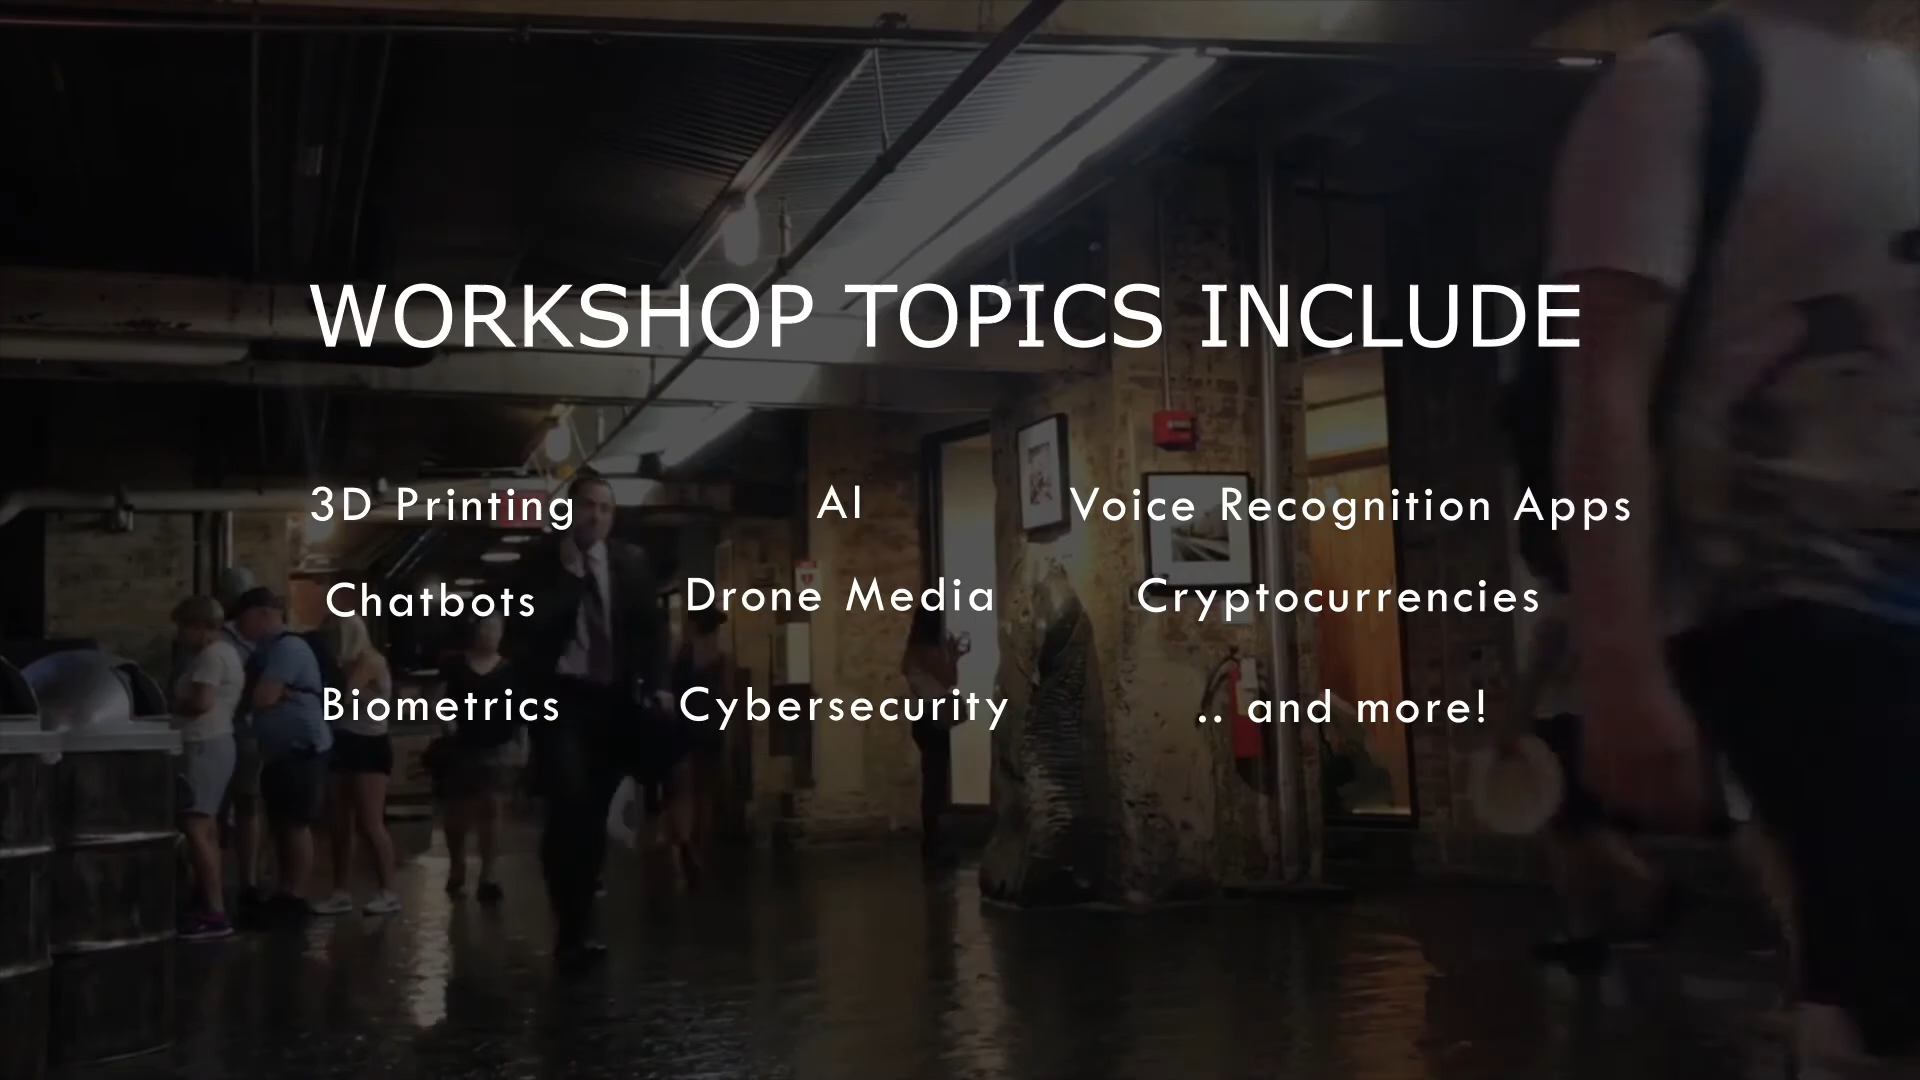 WORKSHOP TOPICS INCLUDE
3D Printing
AI
Voice Recognition Apps
Chatbots
Drone Media
Cryptocurrencies
Biometrics
Cybersecurity
.. and more!